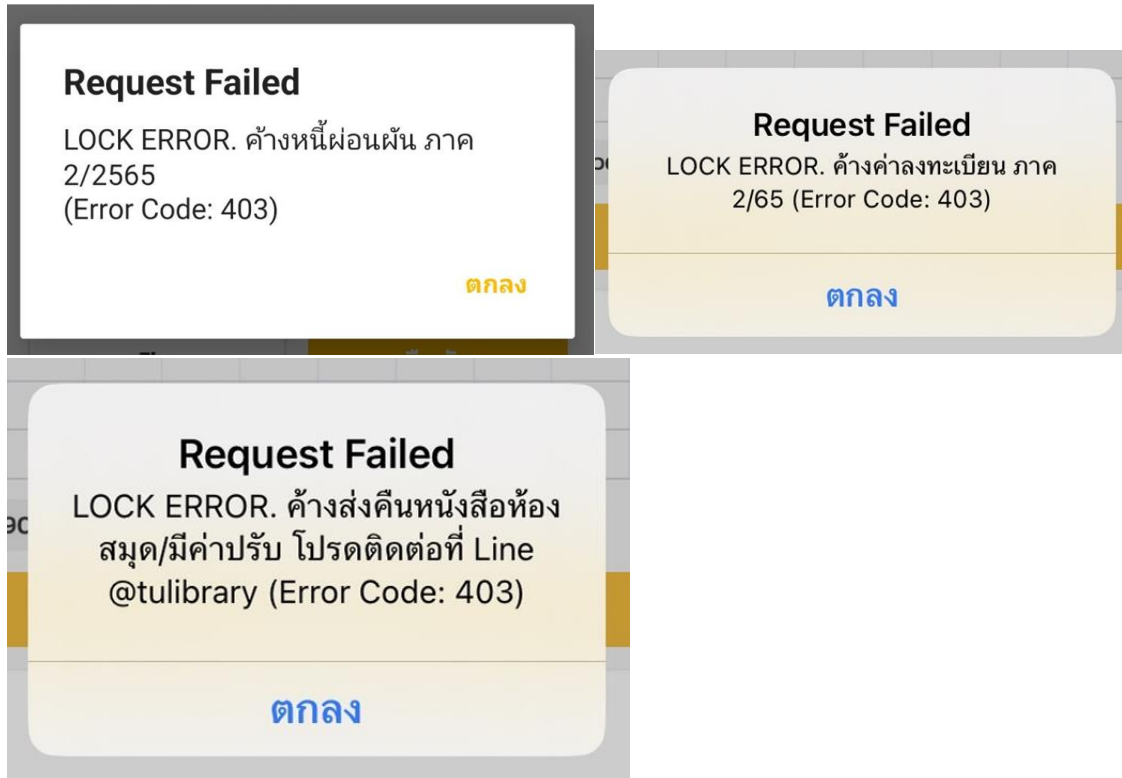 Request Failed
LOCK ERROR. ค้างหนี้ผ่อนผัน ภาค
2/2565
(Error Code: 403)
ตกลง
Request Failed
LOCK ERROR. ค้างค่าลงทะเบียน ภาค
2/65 (Error Code: 403)
ตกลง
Request Failed
LOCK ERROR. ค้างส่งคืนหนังสือห้อง
สมุด/มีค่าปรับ โปรดติดต่อที่ Line
@tulibrary (Error Code: 403)
ตกลง